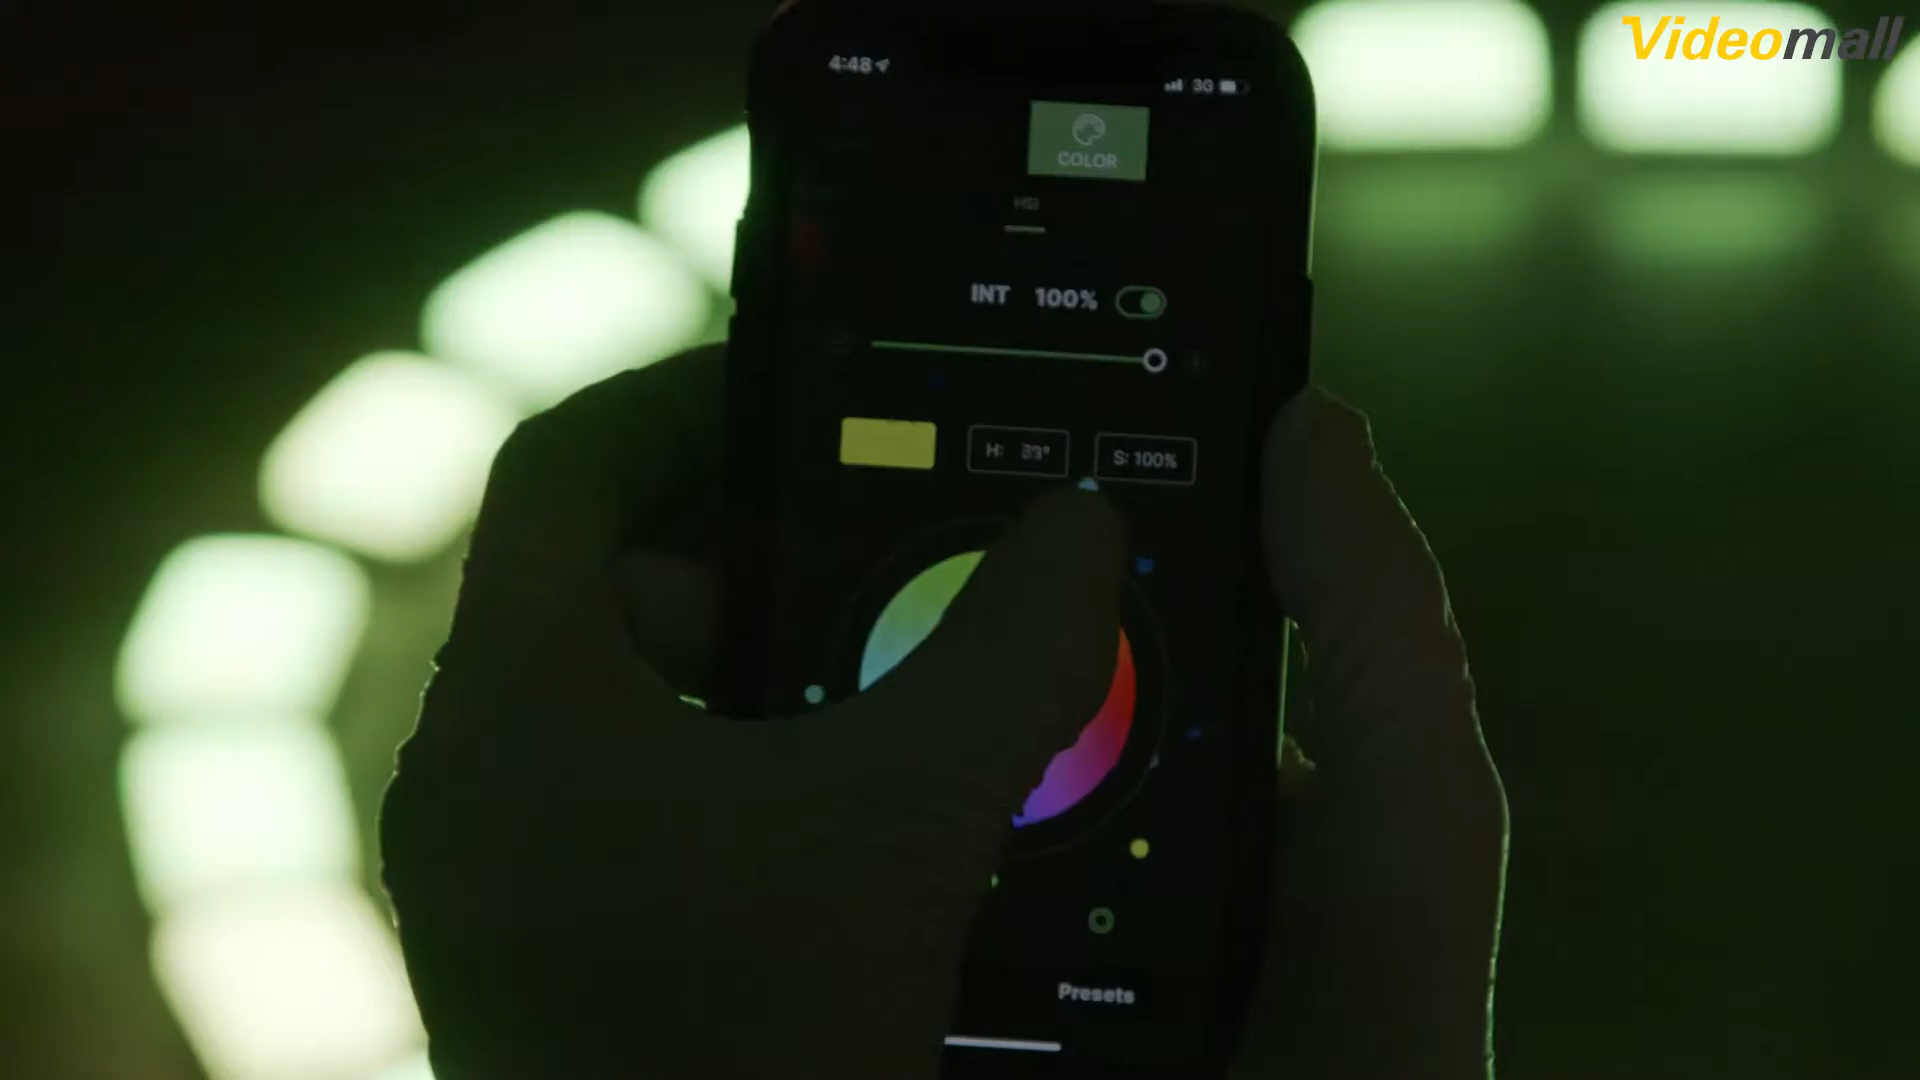 Videomall
4:48
3G
COLOR
HSI
INT 100%
H:
S: 100%
Presets